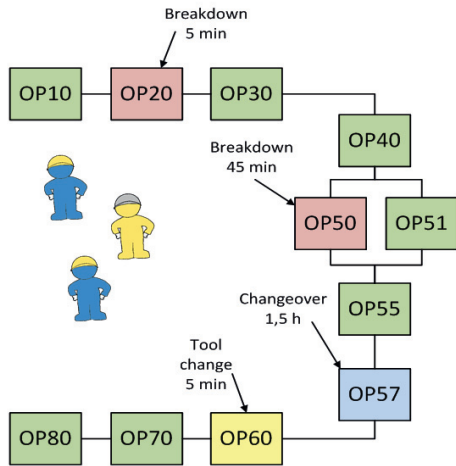 Breakdown
5 min
OP10
OP20
OP30
OP40
Breakdown
45 min
OP50
OP51
Changeover
1,5 h
OP55
Tool
change
5 min
OP57
OP80
OP70
OP60